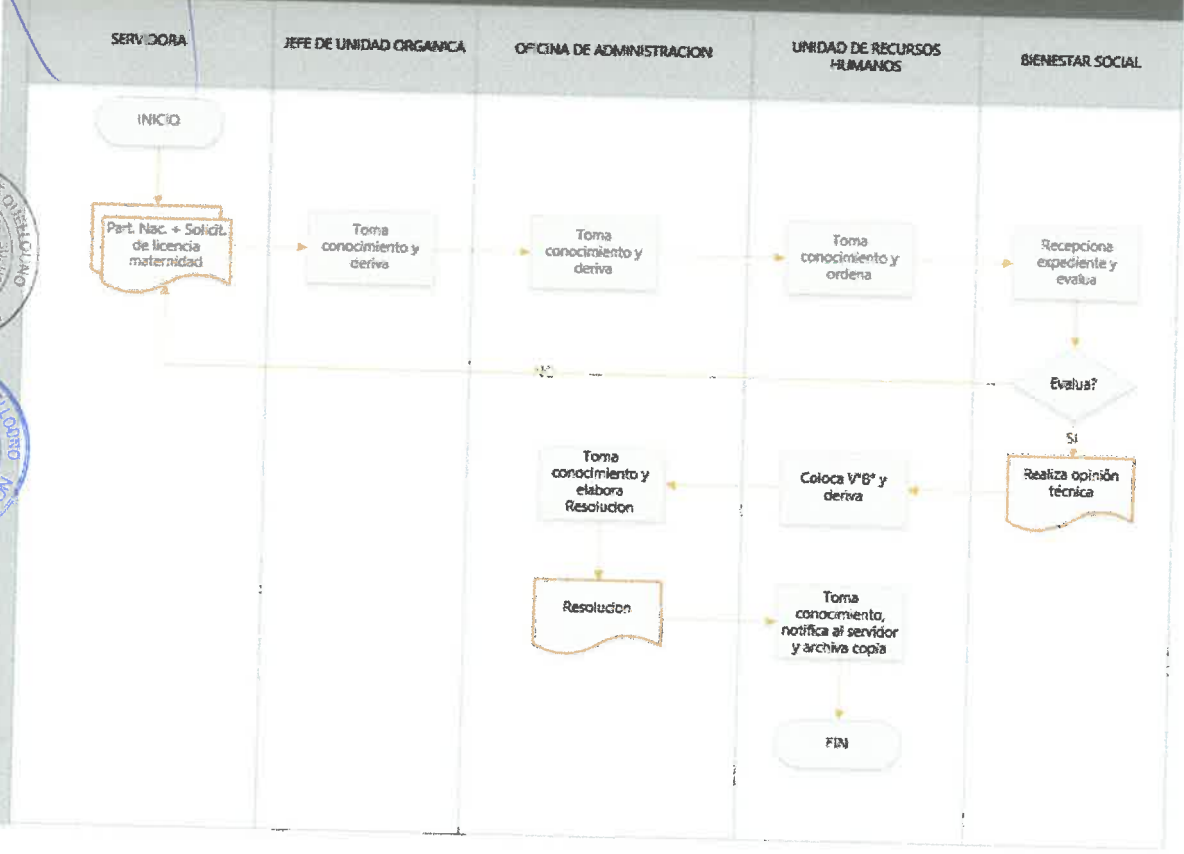 SERVIDORA
JEFE DE UNIDAD ORGANICA
OFICINA DE ADMINISTRACION
UNIDAD DE RECURSOS
HUMANOS
BIENESTAR SOCIAL
INICIO
Part. Nac. + Solicit.
de licencia
maternidad
Toma
conocimiento y
deriva
Toma
conocimiento y
deriva
Toma
conocimiento y
ordena
Recepciona
expediente y
evalua
Evalua?
NO
SI
Realiza opinión
técnica
Coloca V°B° y
deriva
Toma
conocimiento y
elabora
Resolucion
Resolucion
Toma
conocimiento,
notifica al servidor
y archiva copia
FIN
QUELLOUNO